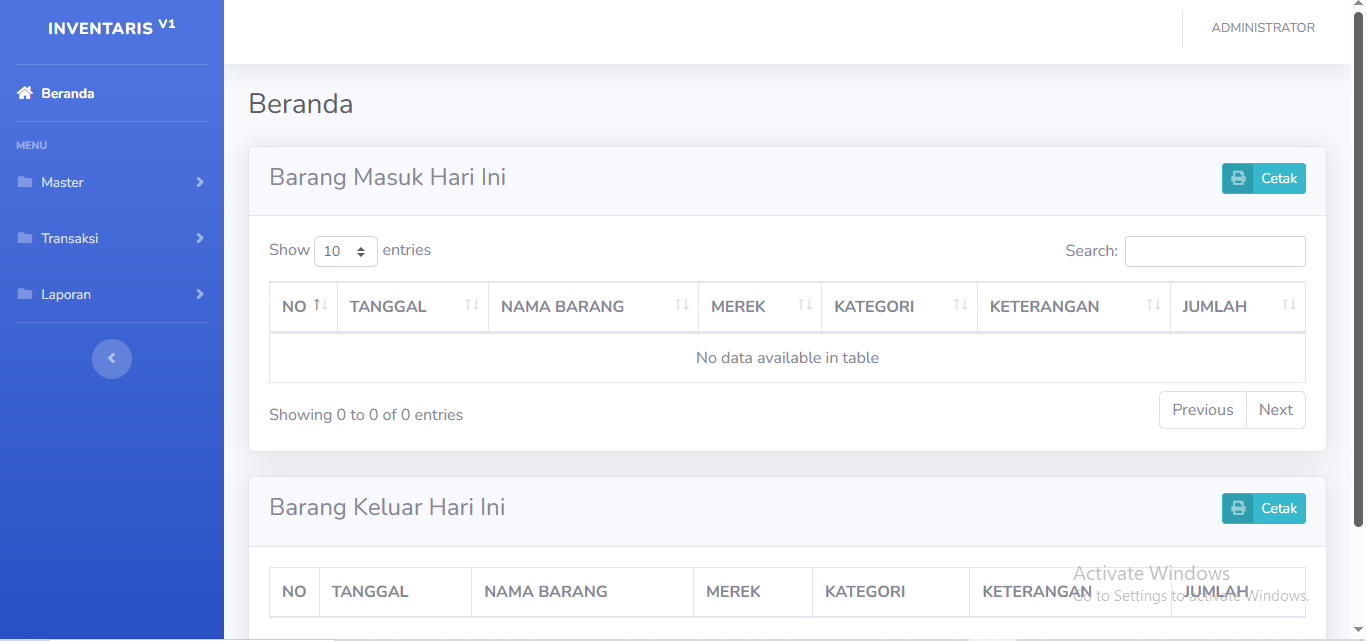 INVENTARIS V1
ADMINISTRATOR
Beranda
MENU
Master
Transaksi
Laporan
Beranda
Barang Masuk Hari Ini
Cetak
Show 10 entries
Search:
NO TANGGAL NAMA BARANG MEREK KATEGORI KETERANGAN JUMLAH
No data available in table
Showing 0 to 0 of 0 entries
Previous Next
Barang Keluar Hari Ini
Cetak
NO TANGGAL NAMA BARANG MEREK KATEGORI KETERANGAN JUMLAH
Activate Windows
Go to Settings to activate Windows.